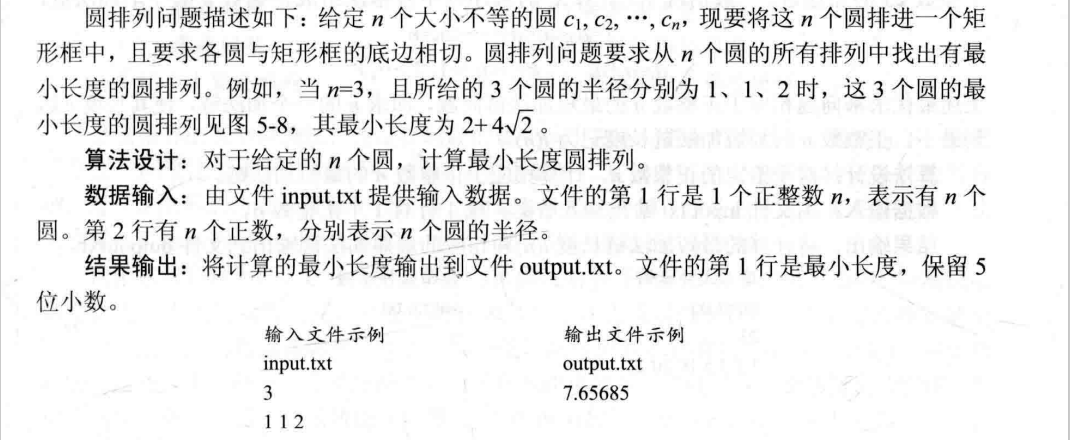 圆排列问题描述如下：给定 n 个大小不等的圆 c₁, c₂, …, cₙ，现要将这 n 个圆排进一个矩
形框中，且要求各圆与矩形框的底边相切。圆排列问题要求从 n 个圆的所有排列中找出有最
小长度的圆排列。例如，当 n=3，且所给的 3 个圆的半径分别为 1、1、2 时，这 3 个圆的最
小长度的圆排列见图 5-8，其最小长度为 2+4√2。
算法设计：对于给定的 n 个圆，计算最小长度圆排列。
数据输入：由文件 input.txt 提供输入数据。文件的第 1 行是 1 个正整数 n，表示有 n 个
圆。第 2 行有 n 个正数，分别表示 n 个圆的半径。
结果输出：将计算的最小长度输出到文件 output.txt。文件的第 1 行是最小长度，保留 5
位小数。
输入文件示例 输出文件示例
input.txt output.txt
3 7.65685
1 1 2